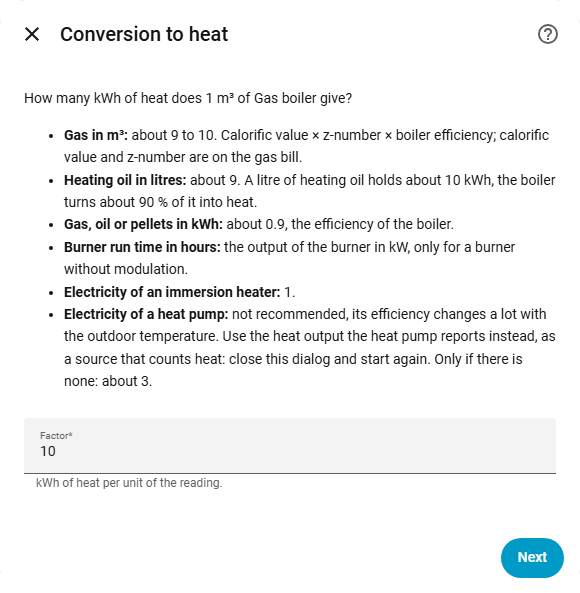 Conversion to heat
How many kWh of heat does 1 m³ of Gas boiler give?
• Gas in m³: about 9 to 10. Calorific value × z-number × boiler efficiency; calorific
value and z-number are on the gas bill.
• Heating oil in litres: about 9. A litre of heating oil holds about 10 kWh, the boiler
turns about 90 % of it into heat.
• Gas, oil or pellets in kWh: about 0.9, the efficiency of the boiler.
• Burner run time in hours: the output of the burner in kW, only for a burner
without modulation.
• Electricity of an immersion heater: 1.
• Electricity of a heat pump: not recommended, its efficiency changes a lot with
the outdoor temperature. Use the heat output the heat pump reports instead, as
a source that counts heat: close this dialog and start again. Only if there is
none: about 3.
Factor*
10
kWh of heat per unit of the reading.
Next